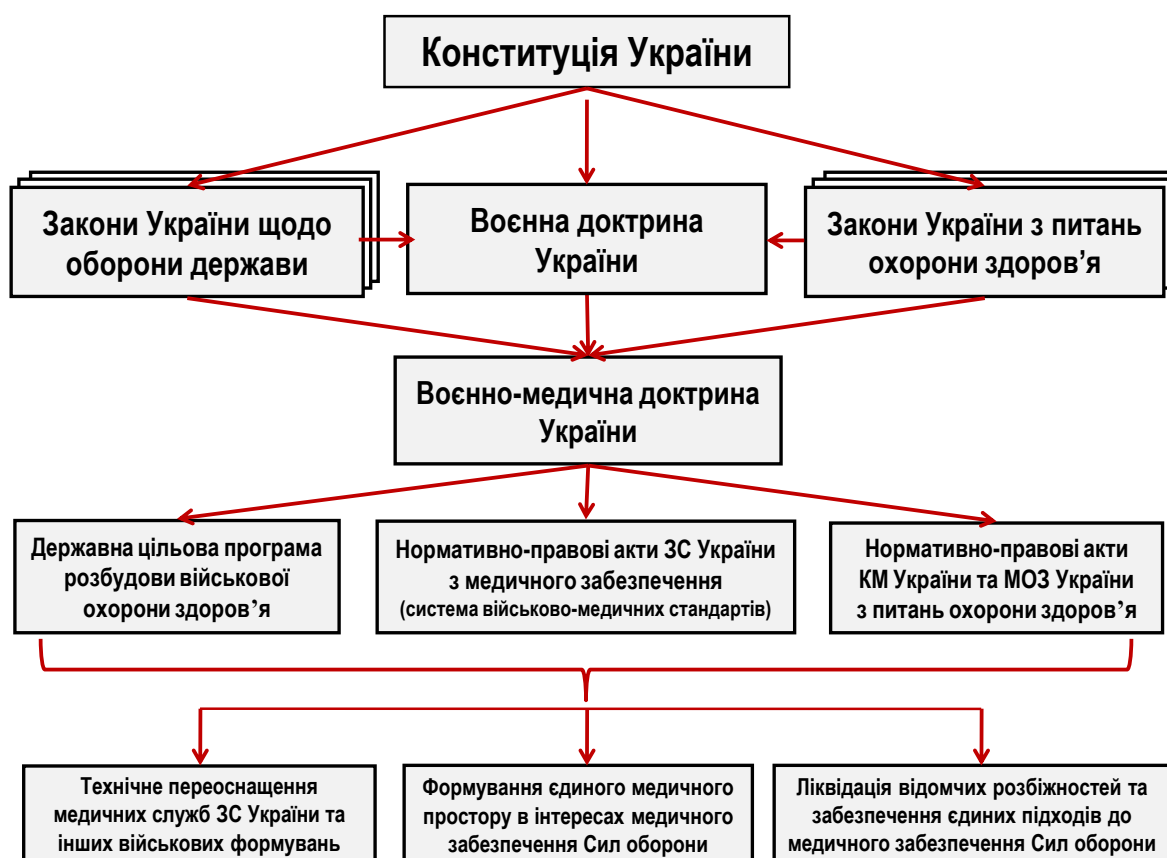 Конституція України
Закони України щодо
оборони держави
Воєнна доктрина
України
Закони України з питань
охорони здоров’я
Воєнно-медична доктрина
України
Державна цільова програма
розбудови військової
охорони здоров’я
Нормативно-правові акти ЗС України
з медичного забезпечення
(система військово-медичних стандартів)
Нормативно-правові акти
КМ України та МОЗ України
з питань охорони здоров’я
Технічне переоснащення
медичних служб ЗС України та
інших військових формувань
Формування єдиного медичного
простору в інтересах медичного
забезпечення Сил оборони
Ліквідація відомчих розбіжностей та
забезпечення єдиних підходів до
медичного забезпечення Сил оборони